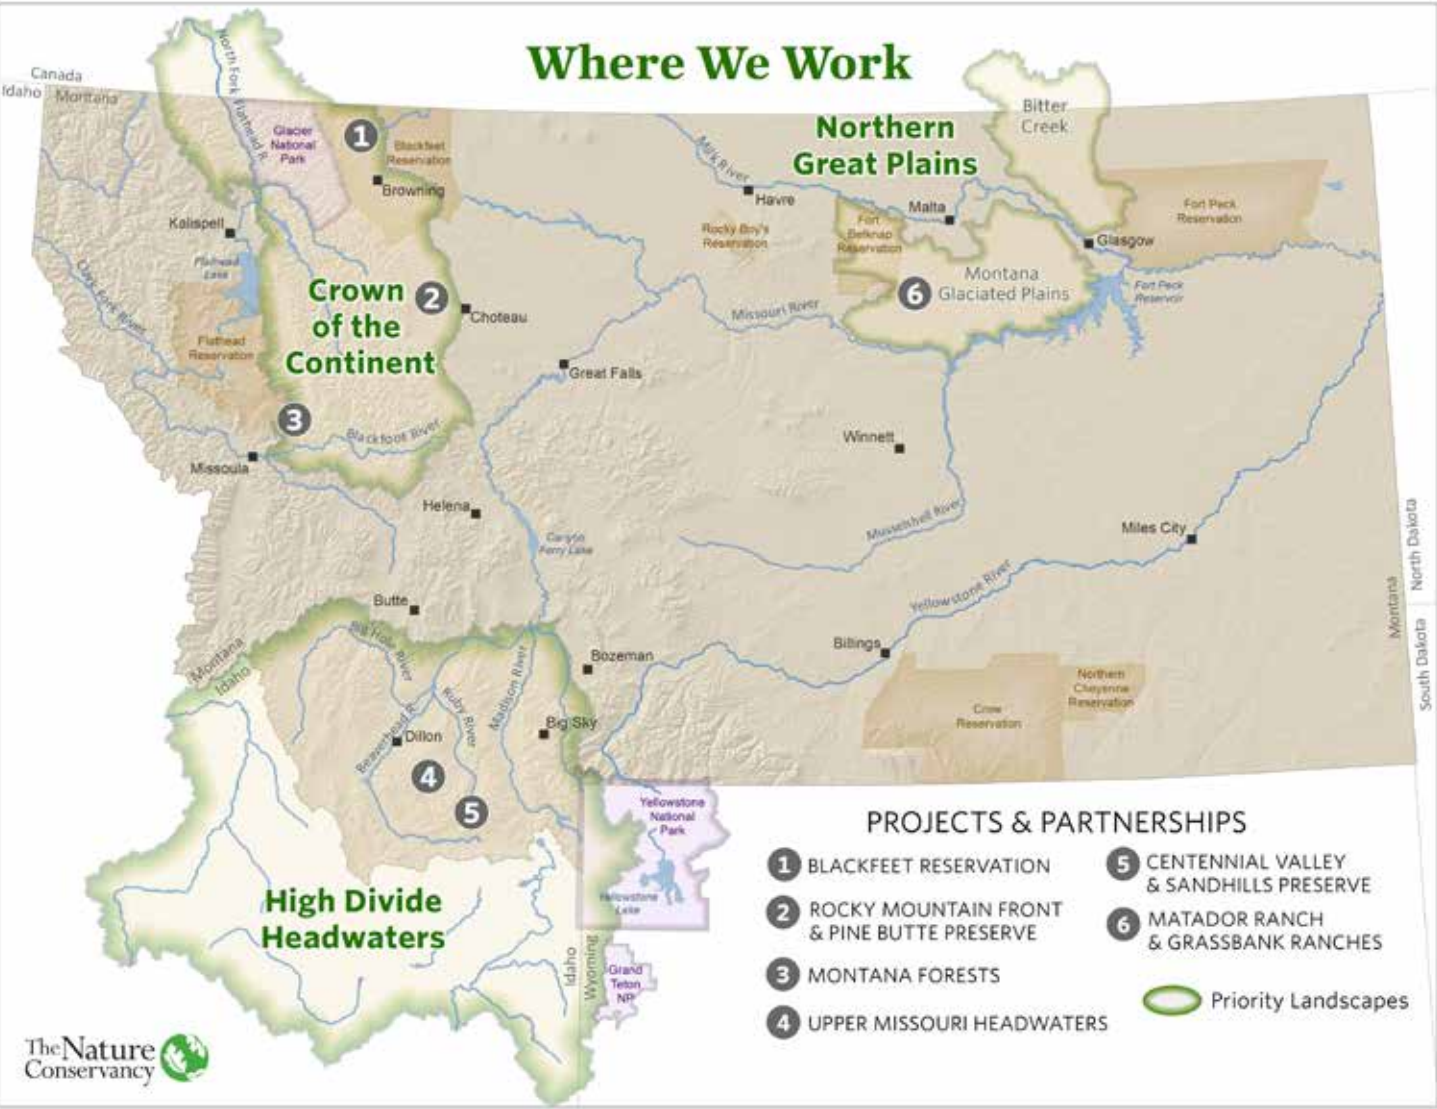 Where We Work
Canada
Idaho
Montana
North Fork Flathead R.
Glacier
National
Park
1
Blackfeet
Reservation
Browning
Kalispell
Flathead
Lake
Clark Fork River
Flathead
Reservation
Crown
of the
Continent
2
Choteau
3
Blackfoot River
Missoula
Great Falls
Helena
Canyon
Ferry Lake
Butte
Milk River
Havre
Rocky Boy's
Reservation
Northern
Great Plains
Bitter
Creek
Malta
Fort
Belknap
Reservation
Fort Peck
Reservation
Glasgow
6
Montana
Glaciated Plains
Fort Peck
Reservoir
Missouri River
Winnett
Musselshell River
Miles City
Yellowstone River
Billings
Crow
Reservation
Northern
Cheyenne
Reservation
Montana
North Dakota
South Dakota
Montana
Idaho
Big Hole River
Beaverhead R.
Ruby River
Madison River
Bozeman
Big Sky
Dillon
4
5
High Divide
Headwaters
Yellowstone
National
Park
Yellowstone
Lake
Idaho
Wyoming
Grand
Teton
NP
PROJECTS & PARTNERSHIPS
1 BLACKFEET RESERVATION
2 ROCKY MOUNTAIN FRONT
& PINE BUTTE PRESERVE
3 MONTANA FORESTS
4 UPPER MISSOURI HEADWATERS
5 CENTENNIAL VALLEY
& SANDHILLS PRESERVE
6 MATADOR RANCH
& GRASSBANK RANCHES
Priority Landscapes
The Nature
Conservancy